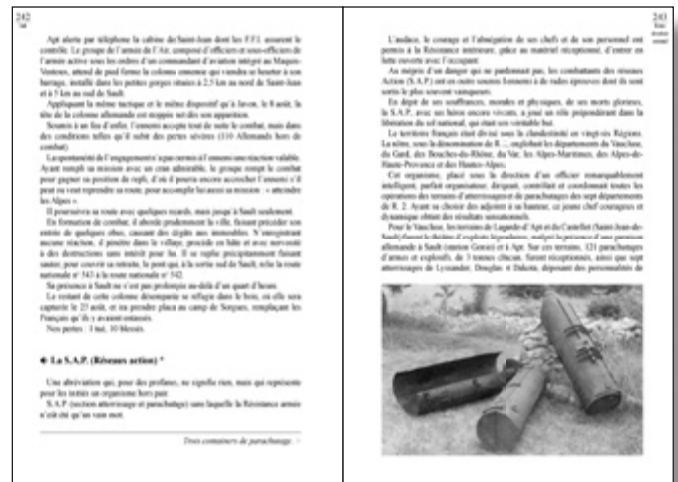 242
Apt alerte par téléphone la cabine de Saint-Jean dont les F.F.I. assurent le
contrôle. Le groupe de l'armée de l'Air, composé d'officiers et sous-officiers de
l'armée active sous les ordres d'un commandant d'aviation intégré au Maquis-
Ventoux, attend de pied ferme la colonne ennemie qui viendra se heurter à son
barrage, installé dans les petites gorges situées à 2,5 km au nord de Saint-Jean
et à 5 km au sud de Sault.
Appliquant la même tactique et le même dispositif qu'à Javon, le 8 août, la
tête de la colonne allemande est stoppée net dès son apparition.
Soumis à un feu d'enfer, l'ennemi accepte tout de suite le combat, mais dans
des conditions telles qu'il subit des pertes sévères (110 Allemands hors de
combat).
La spontanéité de l'engagement n'a pas permis à l'ennemi une réaction valable.
Ayant rempli sa mission avec un cran admirable, le groupe rompt le combat
pour gagner sa position de repli, d'où il pourra encore accrocher l'ennemi s'il
peut ou veut reprendre sa route, pour accomplir lui aussi sa mission : « atteindre
les Alpes ».
Il poursuivra sa route avec quelques retards, mais jusqu'à Sault seulement.
En formation de combat, il aborde prudemment la ville, faisant précéder son
entrée de quelques obus, causant des dégâts aux immeubles. N'enregistrant
aucune réaction, il pénètre dans le village, procède en hâte et avec nervosité
à des destructions sans intérêt pour lui. Il se replie précipitamment faisant
sauter, pour couvrir sa retraite, le pont qui, à la sortie sud de Sault, relie la route
nationale n° 543 à la route nationale n° 542.
Sa présence à Sault ne s'est pas prolongée au-delà d'un quart d'heure.
Le restant de cette colonne désemparée se réfugie dans le bois, où elle sera
capturée le 23 août, et ira prendre place au camp de Sorgues, remplaçant les
Français qu'ils y avaient entassés.
Nos pertes : 1 tué, 10 blessés.
La S.A.P. (Réseaux action) *
Une abréviation qui, pour des profanes, ne signifie rien, mais qui représente
pour les initiés un organisme hors pair.
S.A.P. (section atterrissage et parachutage) sans laquelle la Résistance armée
n'eût été qu'un vain mot.
Trois containers de parachutage.
243
L'audace, le courage et l'abnégation de ses chefs et de son personnel ont
permis à la Résistance intérieure, grâce au matériel réceptionné, d'entrer en
lutte ouverte avec l'occupant.
Au mépris d'un danger qui ne pardonnait pas, les combattants des réseaux
Action (S.A.P.) ont en outre soumis l'ennemi à de rudes épreuves dont ils sont
sortis le plus souvent vainqueurs.
En dépit de ses souffrances, morales et physiques, de ses morts glorieux,
la S.A.P., avec ses héros encore vivants, a joué un rôle prépondérant dans la
libération du sol national, qui était son véritable but.
Le territoire français était divisé sous la clandestinité en vingt-six Régions.
La nôtre, sous la dénomination de R. 2, englobait les départements du Vaucluse,
du Gard, des Bouches-du-Rhône, du Var, les Alpes-Maritimes, des Alpes-de-
Haute-Provence et des Hautes-Alpes.
Cet organisme, placé sous la direction d'un officier remarquablement
intelligent, parfait organisateur, dirigeait, contrôlait et coordonnait toutes les
opérations des terrains d'atterrissages et de parachutages des sept départements
de R. 2. Ayant su choisir des adjoints à sa hauteur, ce jeune chef courageux et
dynamique obtint des résultats sensationnels.
Pour le Vaucluse, les terrains de Lagarde d'Apt et du Castellet (Saint-Jean-de-
Sault) furent le théâtre d'exploits légendaires, malgré la présence d'une garnison
allemande à Sault (station Gonio) et à Apt. Sur ces terrains, 121 parachutages
d'armes et explosifs, de 3 tonnes chacun, furent réceptionnés, ainsi que sept
atterrissages de Lysander, Douglas et Dakota, déposant des personnalités de